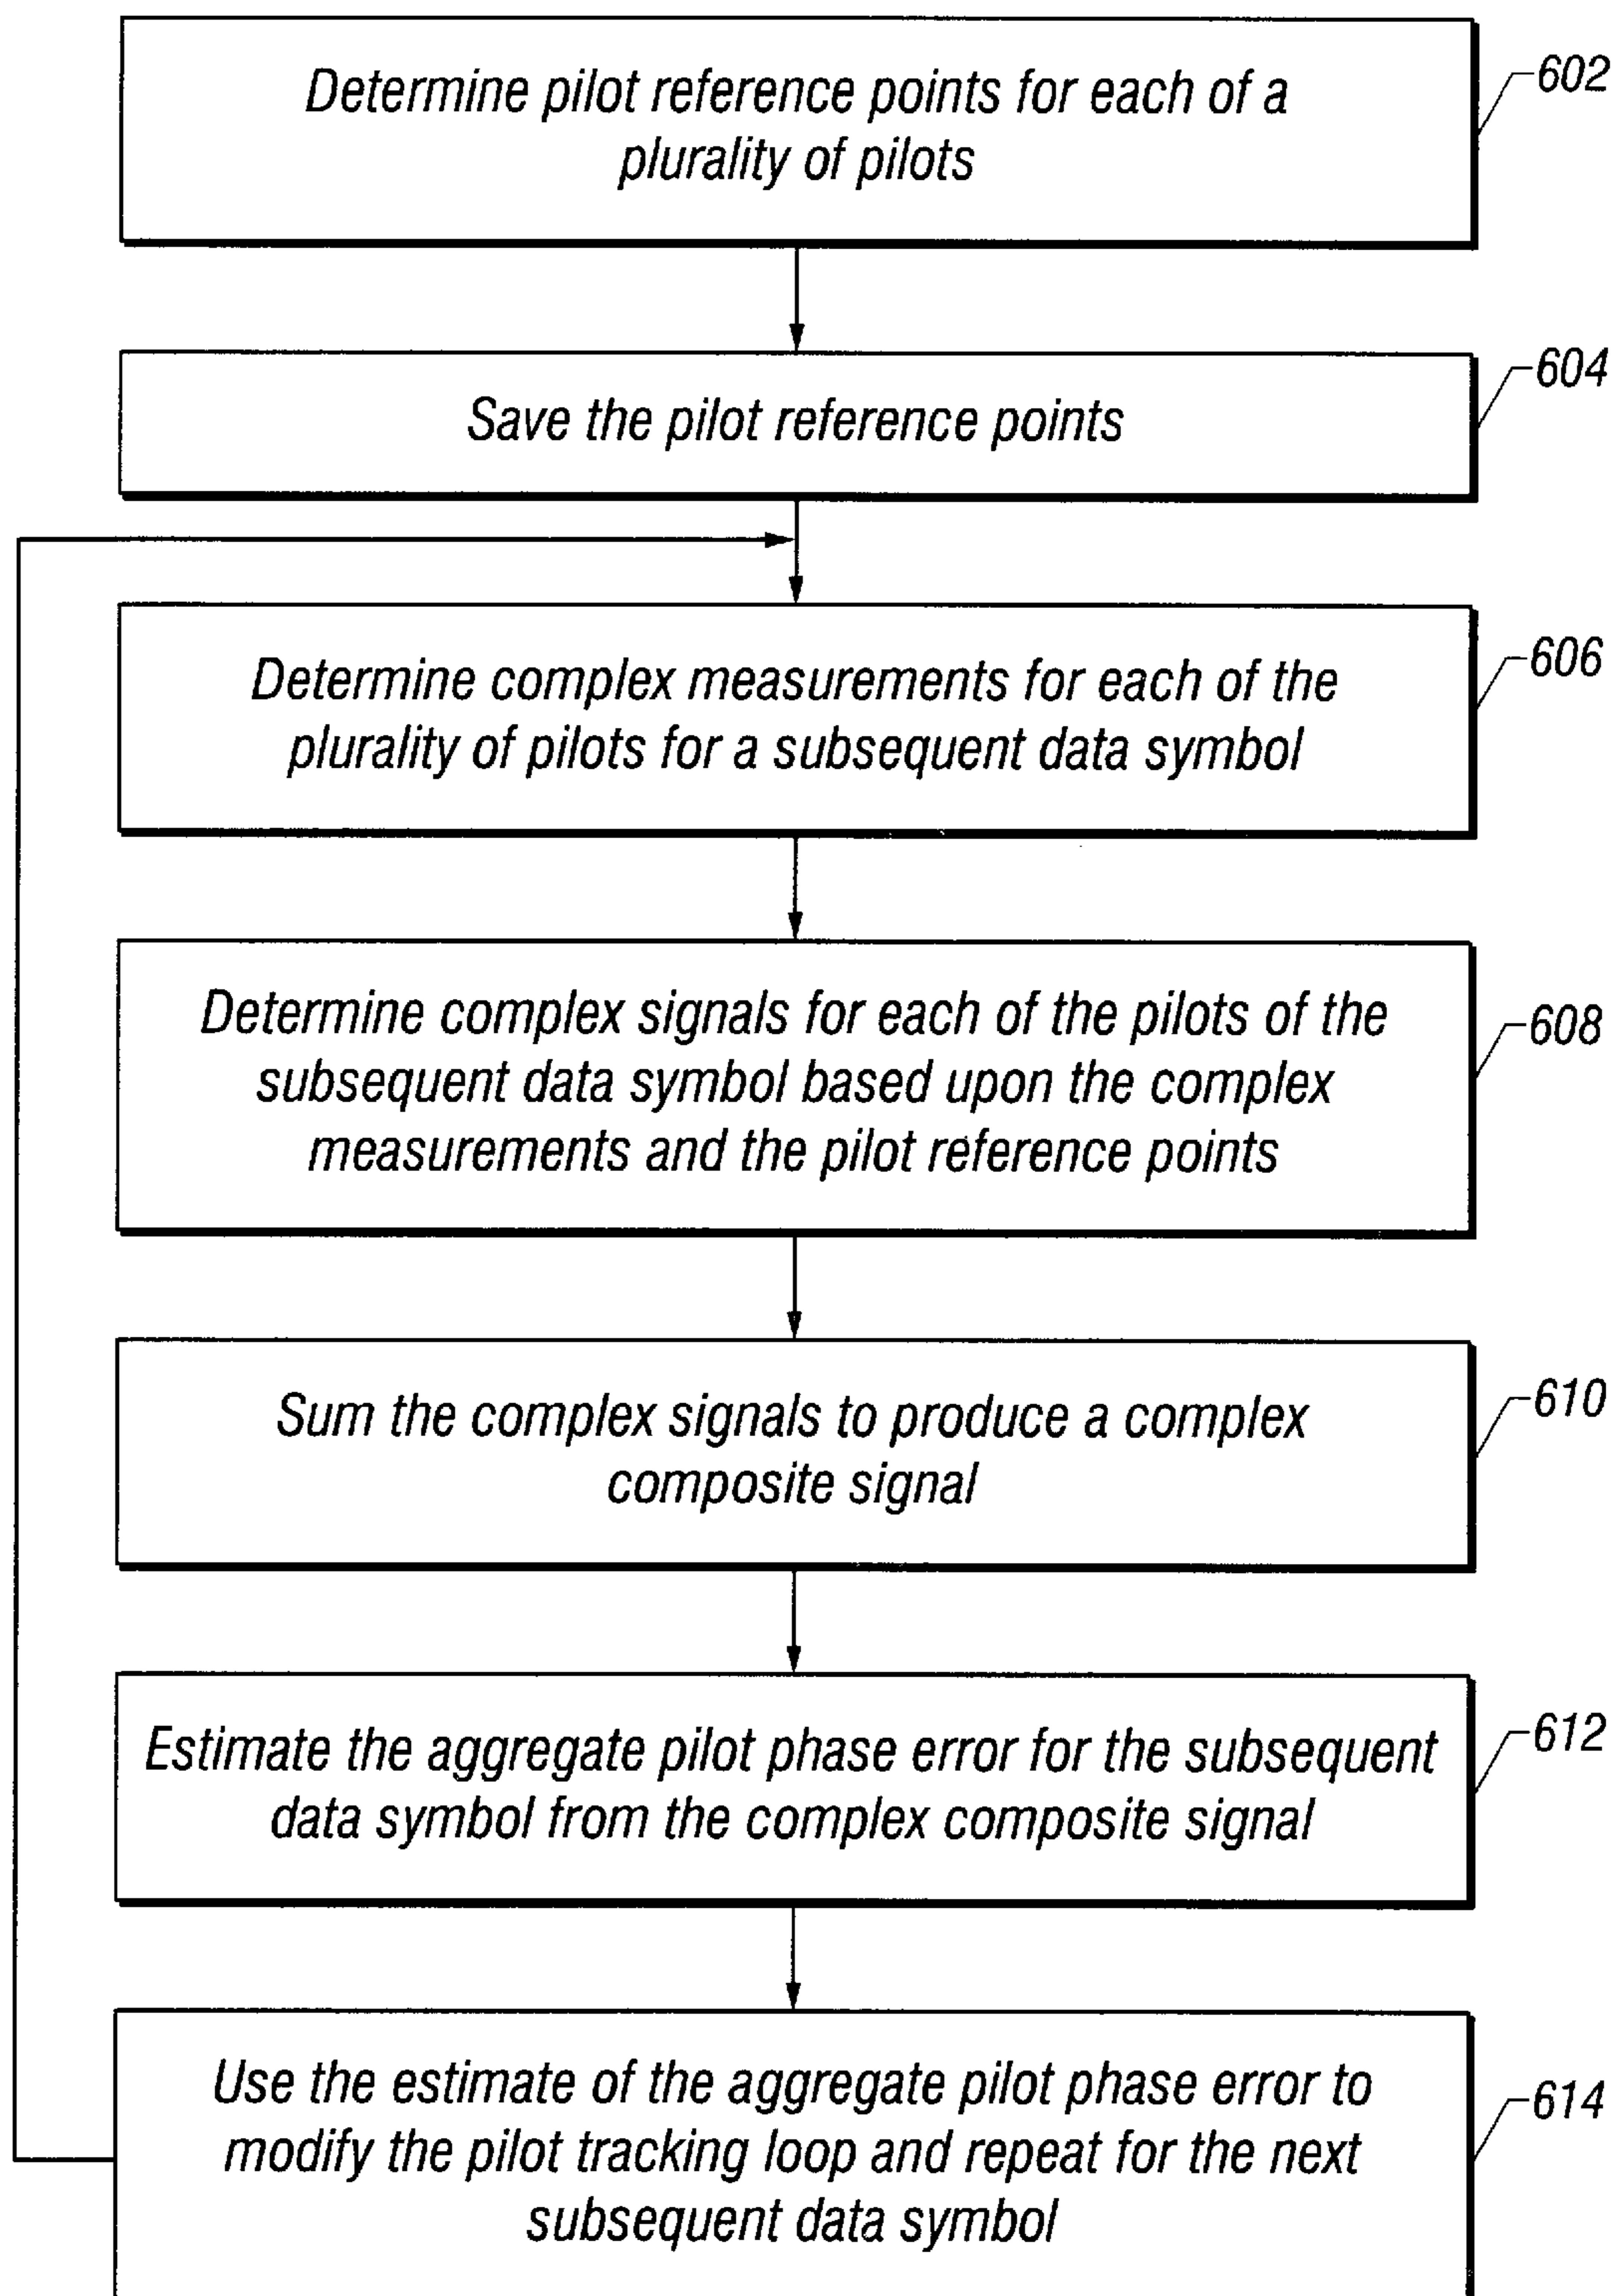 Determine pilot reference points for each of a
plurality of pilots
602
Save the pilot reference points
604
Determine complex measurements for each of the
plurality of pilots for a subsequent data symbol
606
Determine complex signals for each of the pilots of the
subsequent data symbol based upon the complex
measurements and the pilot reference points
608
Sum the complex signals to produce a complex
composite signal
610
Estimate the aggregate pilot phase error for the subsequent
data symbol from the complex composite signal
612
Use the estimate of the aggregate pilot phase error to
modify the pilot tracking loop and repeat for the next
subsequent data symbol
614